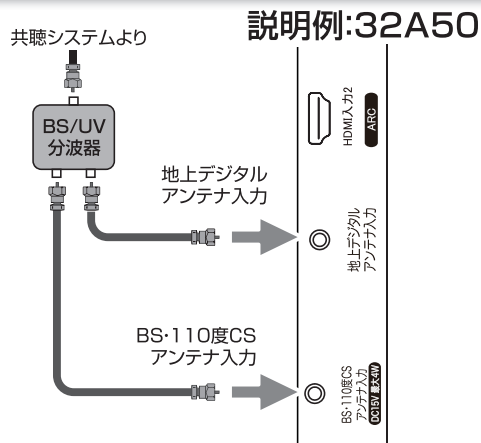 説明例:32A50
共聴システムより
BS/UV
分波器
地上デジタル
アンテナ入力
BS・110度CS
アンテナ入力
HDMI入力2
ARC
地上デジタル
アンテナ入力
BS・110度CS
アンテナ入力
DC15V 最大4W